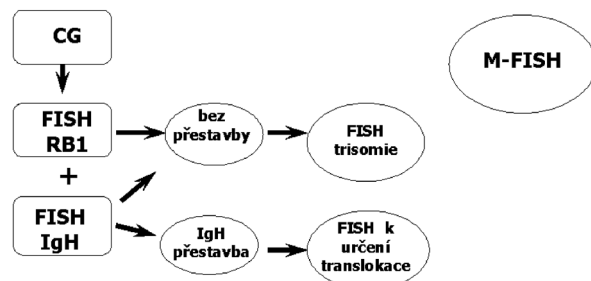 CG
M-FISH
FISH
RB1
bez
přestavby
FISH
trisomie
+
FISH
IgH
IgH
přestavba
FISH k
určení
translokace